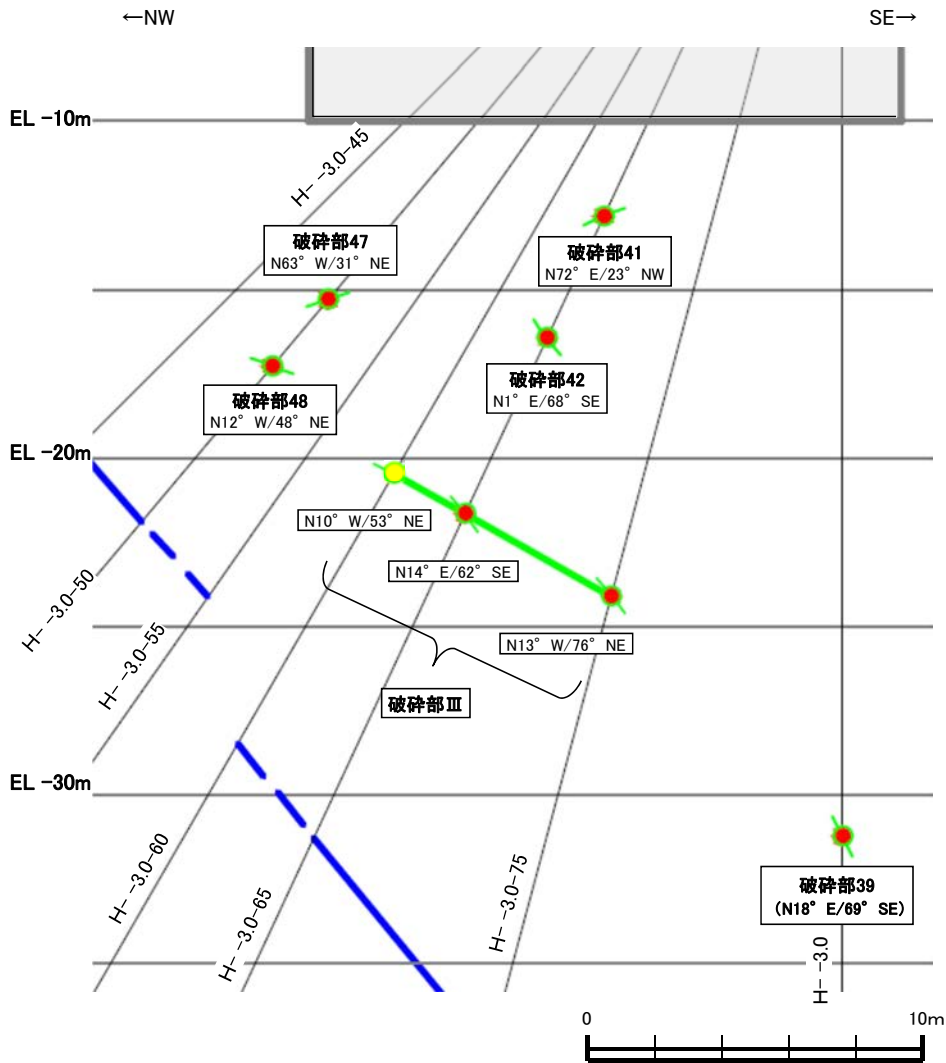 ←NW
SE→
EL -10m
H- -3.0-45
破砕部47
N63° W/31° NE
破砕部41
N72° E/23° NW
破砕部42
N1° E/68° SE
破砕部48
N12° W/48° NE
EL -20m
N10° W/53° NE
N14° E/62° SE
H- -3.0-50
H- -3.0-55
N13° W/76° NE
破砕部Ⅲ
EL -30m
H- -3.0-60
H- -3.0-65
H- -3.0-75
破砕部39
(N18° E/69° SE)
H- -3.0
0
10m